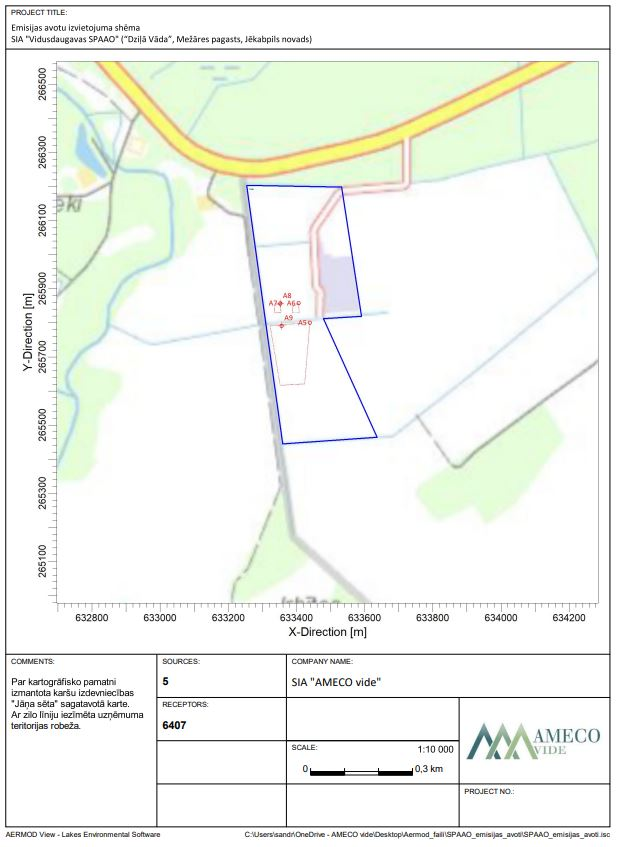 PROJECT TITLE:
Emisijas avotu izvietojuma shēma
SIA "Vidusdaugavas SPAAO" ("Dziļā Vāda", Mežāres pagasts, Jēkabpils novads)
Y-Direction [m]
266500
266300
266100
265900
265700
265500
265300
265100
A8
A7
A6
A9
A5
632800
633000
633200
633400
633600
633800
634000
634200
X-Direction [m]
COMMENTS:
Par kartogrāfisko pamatni
izmantota karšu izdevniecības
"Jāņa sēta" sagatavotā karte.
Ar zilo līniju iezīmēta uzņēmuma
teritorijas robeža.
SOURCES:
5
RECEPTORS:
6407
COMPANY NAME:
SIA "AMECO vide"
SCALE:
1:10 000
0
0,3 km
AMECO
VIDE
PROJECT NO.:
AERMOD View - Lakes Environmental Software
C:\Users\sandr\OneDrive - AMECO vide\Desktop\Aermod_faili\SPAAO_emisijas_avoti\SPAAO_emisijas_avoti.isc